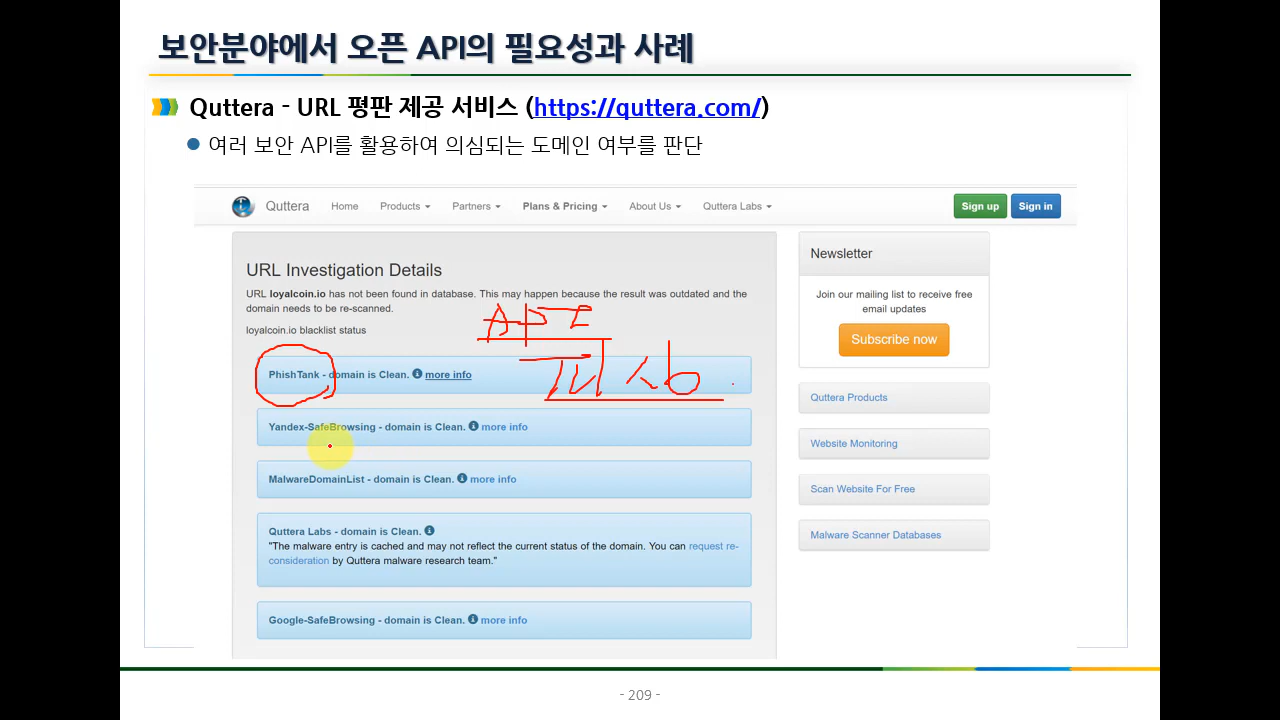 보안분야에서 오픈 API의 필요성과 사례
Quttera - URL 평판 제공 서비스 (https://quttera.com/)
여러 보안 API를 활용하여 의심되는 도메인 여부를 판단
Quttera Home Products Partners Plans & Pricing About Us Quttera Labs Sign up Sign in
URL Investigation Details
URL loyalcoin.io has not been found in database. This may happen because the result was outdated and the
domain needs to be re-scanned.
loyalcoin.io blacklist status
API
PhishTank - domain is Clean. more info
Yandex-SafeBrowsing - domain is Clean. more info
MalwareDomainList - domain is Clean. more info
Quttera Labs - domain is Clean.
"The malware entry is cached and may not reflect the current status of the domain. You can request re-
consideration by Quttera malware research team."
Google-SafeBrowsing - domain is Clean. more info
Newsletter
Join our mailing list to receive free
email updates
Subscribe now
Quttera Products
Website Monitoring
Scan Website For Free
Malware Scanner Databases
- 209 -